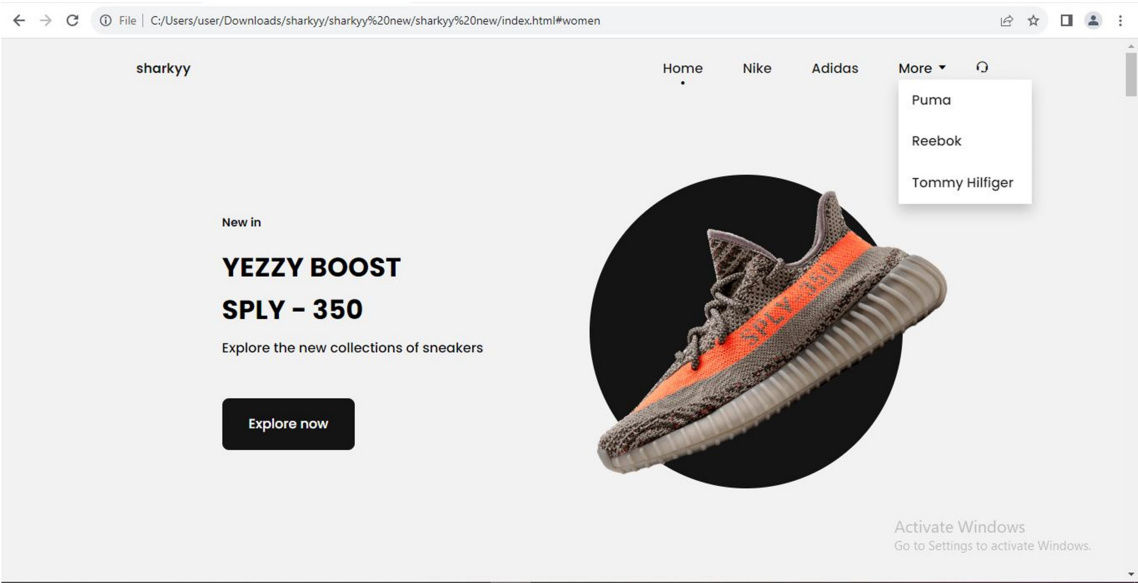 File | C:/Users/user/Downloads/sharkyy/sharkyy%20new/sharkyy%20new/index.html#women
sharkyy
Home Nike Adidas More
Puma
Reebok
Tommy Hilfiger
New in
YEZZY BOOST
SPLY - 350
Explore the new collections of sneakers
Explore now
SPLY-350
Activate Windows
Go to Settings to activate Windows.